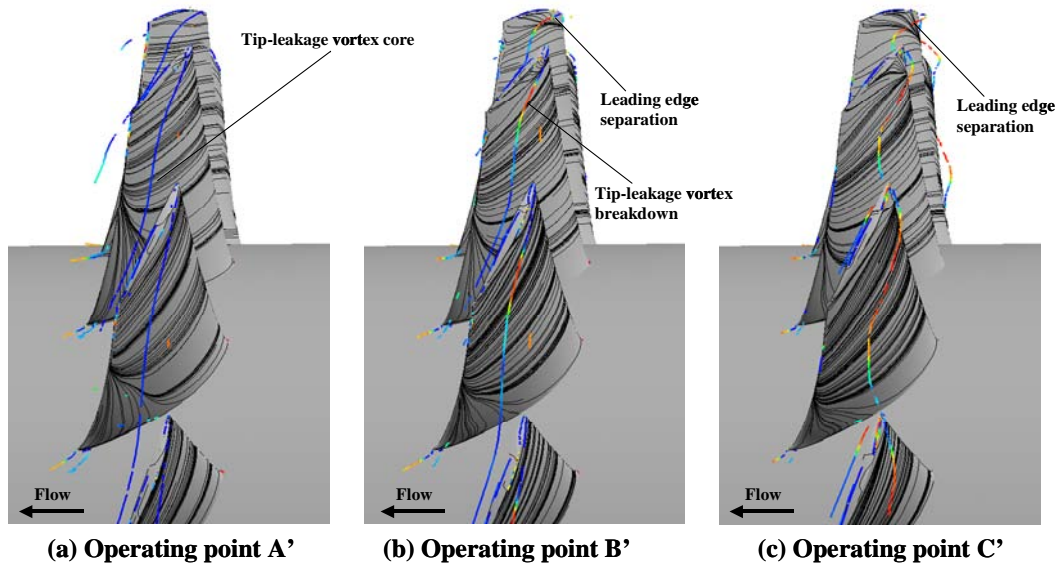 Tip-leakage vortex core
Leading edge
separation
Tip-leakage vortex
breakdown
Leading edge
separation
Flow
Flow
Flow
(a) Operating point A’
(b) Operating point B’
(c) Operating point C’